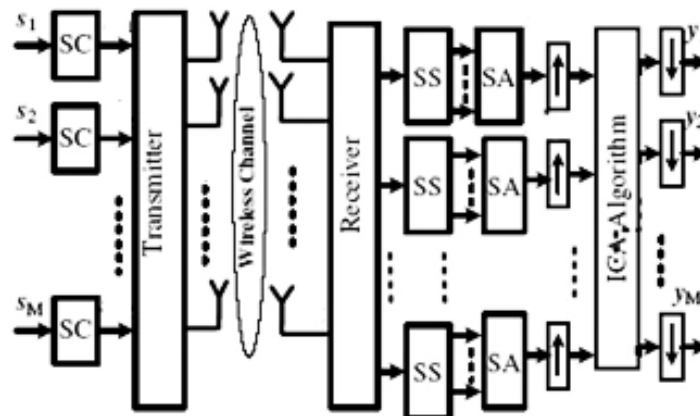 s1
SC
s2
SC
sM
SC
Transmitter
Wireless Channel
Receiver
SS
SA
SS
SA
SS
SA
ICA-Algorithm
y
y2
yM